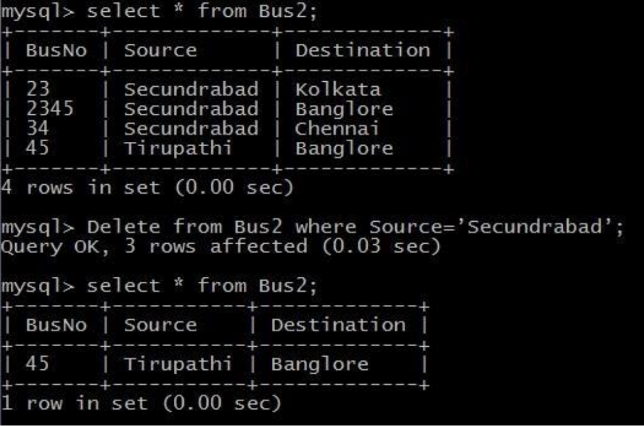 mysql> select * from Bus2;
+-------+-------------+-------------+
| BusNo | Source      | Destination |
+-------+-------------+-------------+
| 23    | Secundrabad | Kolkata     |
| 2345  | Secundrabad | Banglore    |
| 34    | Secundrabad | Chennai     |
| 45    | Tirupathi   | Banglore    |
+-------+-------------+-------------+
4 rows in set (0.00 sec)
mysql> Delete from Bus2 where Source='Secundrabad';
Query OK, 3 rows affected (0.03 sec)
mysql> select * from Bus2;
+-------+-----------+-------------+
| BusNo | Source    | Destination |
+-------+-----------+-------------+
| 45    | Tirupathi | Banglore    |
+-------+-----------+-------------+
1 row in set (0.00 sec)